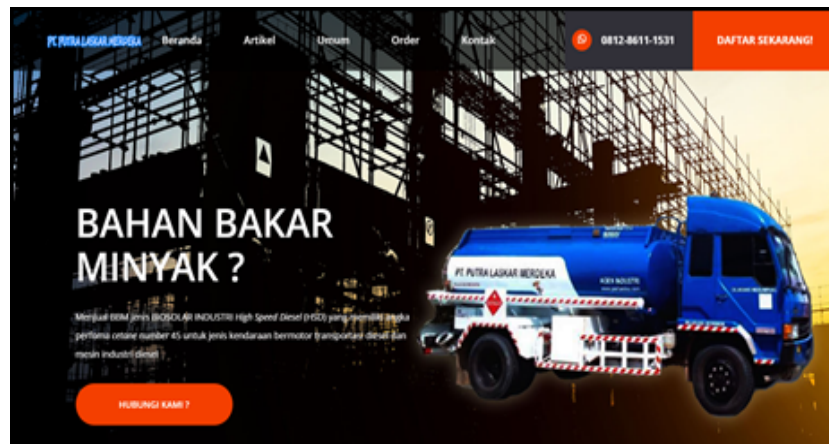 PT. PUTRA LASKAR MERDEKA
Beranda
Artikel
Umum
Order
Kontak
0812-8611-1531
DAFTAR SEKARANG!
BAHAN BAKAR
MINYAK ?
Menjual BBM jenis BIOSOLAR INDUSTRI High Speed Diesel (HSD) yang memiliki angka
performa cetane number 45 untuk jenis kendaraan bermotor transportasi diesel dan
mesin industri diesel
HUBUNGI KAMI ?
PT. PUTRA LASKAR MERDEKA